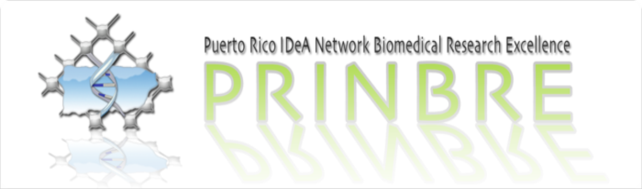 Puerto Rico IDeA Network Biomedical Research Excellence
PRINBRE